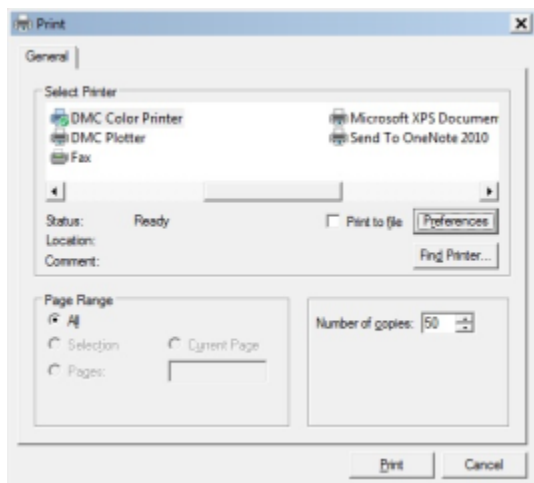 Print
General
Select Printer
DMC Color Printer
DMC Plotter
Fax
Microsoft XPS Documen
Send To OneNote 2010
Status: Ready
Location:
Comment:
Print to file
Preferences
Find Printer...
Page Range
All
Selection
Current Page
Pages:
Number of copies: 50
Print
Cancel